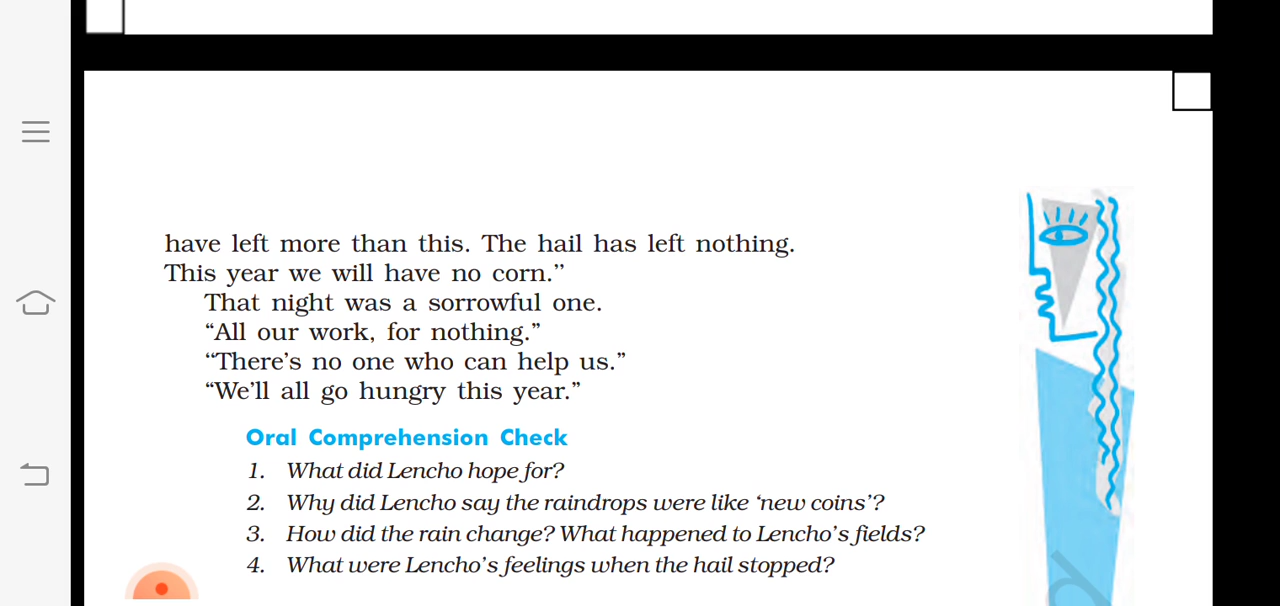 have left more than this. The hail has left nothing.
This year we will have no corn.”
That night was a sorrowful one.
“All our work, for nothing.”
“There’s no one who can help us.”
“We’ll all go hungry this year.”
Oral Comprehension Check
1. What did Lencho hope for?
2. Why did Lencho say the raindrops were like ‘new coins’?
3. How did the rain change? What happened to Lencho’s fields?
4. What were Lencho’s feelings when the hail stopped?